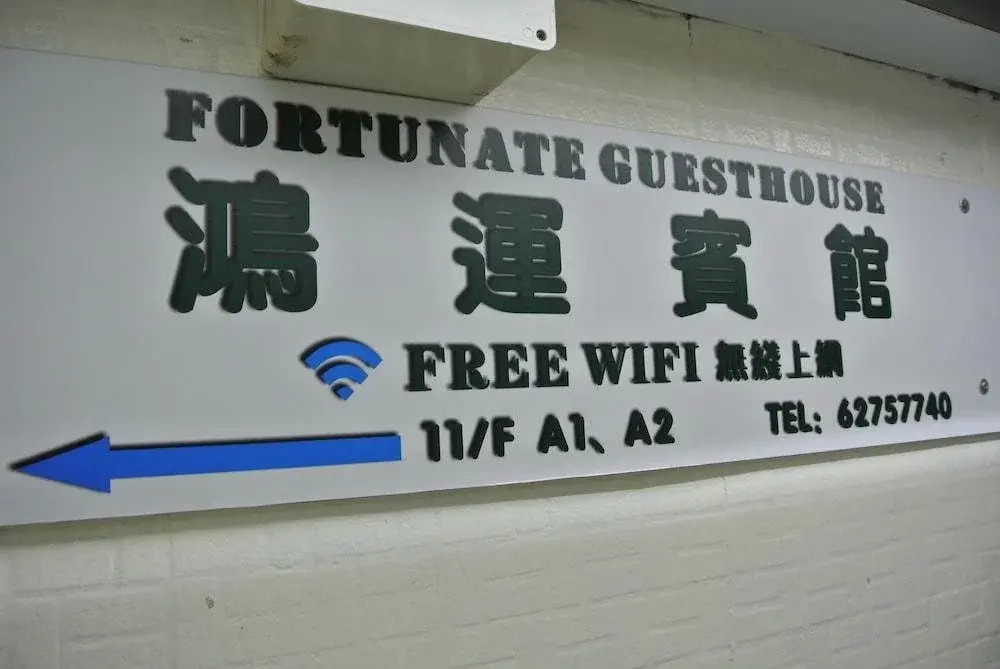 FORTUNATE GUESTHOUSE
鴻運賓館
FREE WIFI 無綫上網
11/F A1、A2 TEL: 62757740